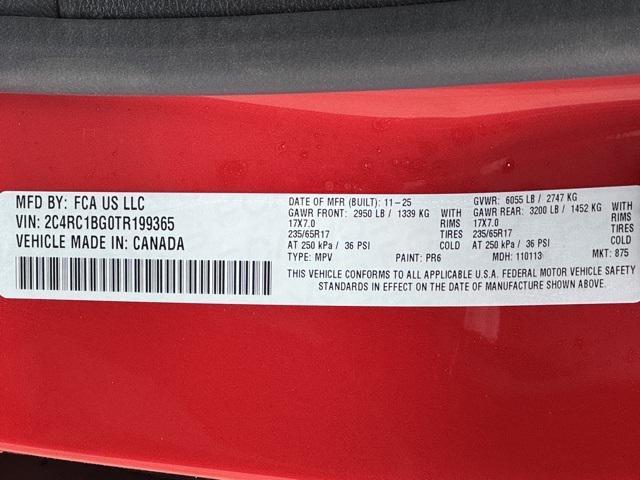 MFD BY: FCA US LLC
VIN: 2C4RC1BG0TR199365
VEHICLE MADE IN: CANADA
DATE OF MFR (BUILT): 11-25 GVWR: 6055 LB / 2747 KG
GAWR FRONT: 2950 LB / 1339 KG WITH GAWR REAR: 3200 LB / 1452 KG WITH
17X7.0 RIMS 17X7.0 RIMS
235/65R17 235/65R17
AT 250 kPa / 36 PSI COLD AT 250 kPa / 36 PSI COLD
TYPE: MPV PAINT: PR6 MDH: 110113 MKT: 875
THIS VEHICLE CONFORMS TO ALL APPLICABLE U.S.A. FEDERAL MOTOR VEHICLE SAFETY
STANDARDS IN EFFECT ON THE DATE OF MANUFACTURE SHOWN ABOVE.